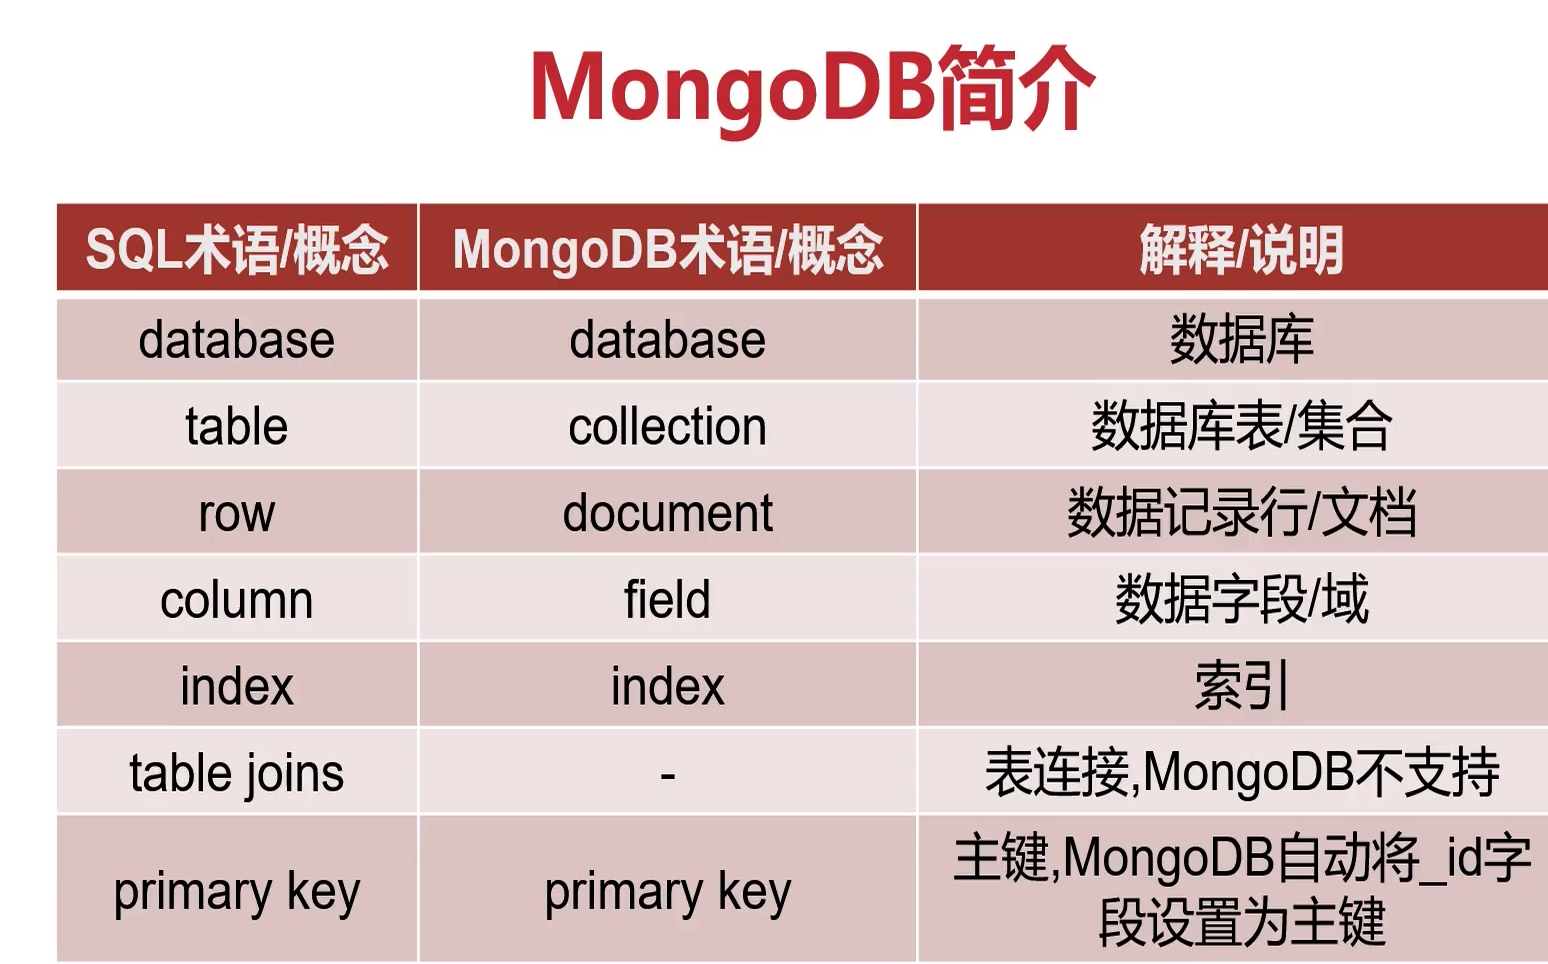 MongoDB简介
SQL术语/概念 MongoDB术语/概念 解释/说明
database database 数据库
table collection 数据库表/集合
row document 数据记录行/文档
column field 数据字段/域
index index 索引
table joins - 表连接,MongoDB不支持
primary key primary key 主键,MongoDB自动将_id字
段设置为主键